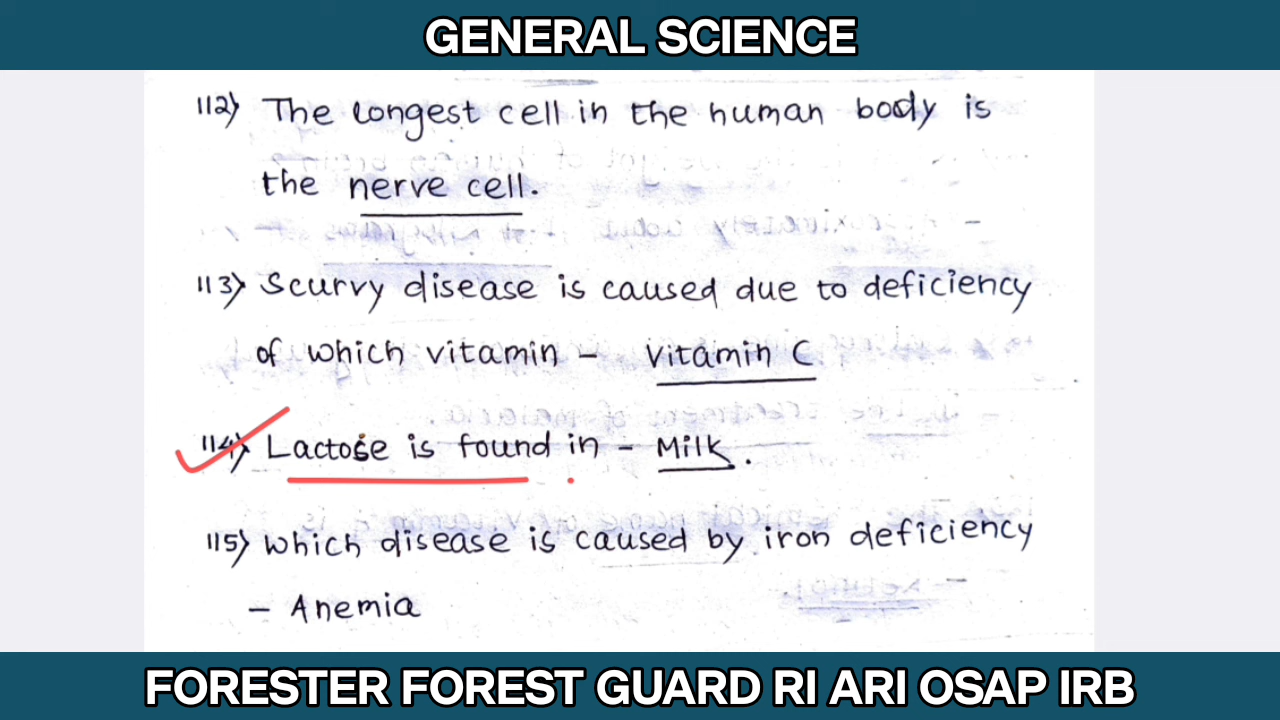 GENERAL SCIENCE
112) The longest cell in the human body is
the nerve cell.
113) Scurvy disease is caused due to deficiency
of which vitamin - Vitamin C
114) Lactose is found in - Milk.
115) Which disease is caused by iron deficiency
- Anemia
FORESTER FOREST GUARD RI ARI OSAP IRB